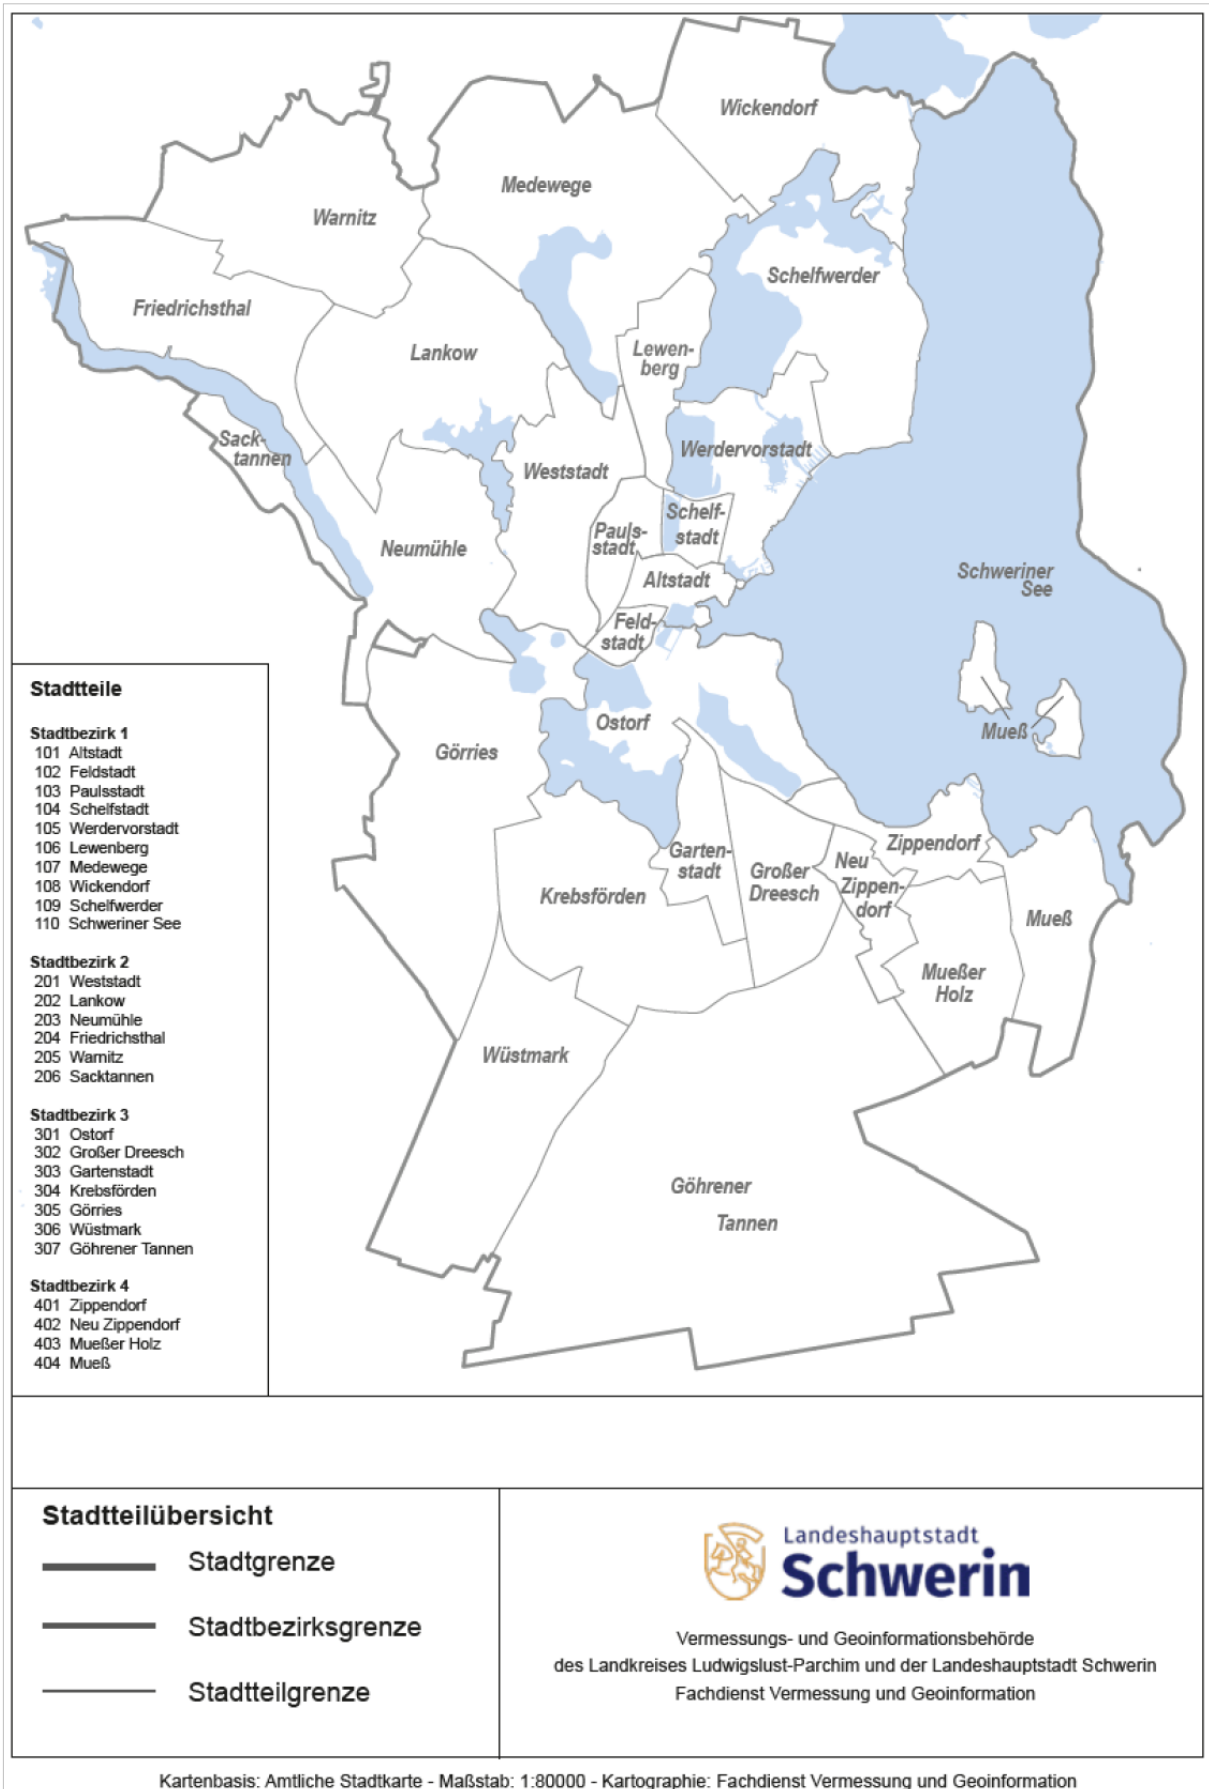 Wickendorf
Medewege
Warnitz
Schelfwerder
Friedrichsthal
Lankow
Lewen-
berg
Sack-
tannen
Werdervorstadt
Weststadt
Schelf-
stadt
Pauls-
stadt
Neumühle
Altstadt
Schweriner
See
Feld-
stadt
Ostorf
Mueß
Görries
Zippendorf
Garten-
stadt
Großer
Dreesch
Neu
Zippen-
dorf
Krebsförden
Mueß
Mueßer
Holz
Wüstmark
Göhrener
Tannen
Stadtteile
Stadtbezirk 1
101 Altstadt
102 Feldstadt
103 Paulsstadt
104 Schelfstadt
105 Werdervorstadt
106 Lewenberg
107 Medewege
108 Wickendorf
109 Schelfwerder
110 Schweriner See
Stadtbezirk 2
201 Weststadt
202 Lankow
203 Neumühle
204 Friedrichsthal
205 Warnitz
206 Sacktannen
Stadtbezirk 3
301 Ostorf
302 Großer Dreesch
303 Gartenstadt
304 Krebsförden
305 Görries
306 Wüstmark
307 Göhrener Tannen
Stadtbezirk 4
401 Zippendorf
402 Neu Zippendorf
403 Mueßer Holz
404 Mueß
Stadtteilübersicht
Stadtgrenze
Stadtbezirksgrenze
Stadtteilgrenze
Landeshauptstadt
Schwerin
Vermessungs- und Geoinformationsbehörde
des Landkreises Ludwigslust-Parchim und der Landeshauptstadt Schwerin
Fachdienst Vermessung und Geoinformation
Kartenbasis: Amtliche Stadtkarte - Maßstab: 1:80000 - Kartographie: Fachdienst Vermessung und Geoinformation